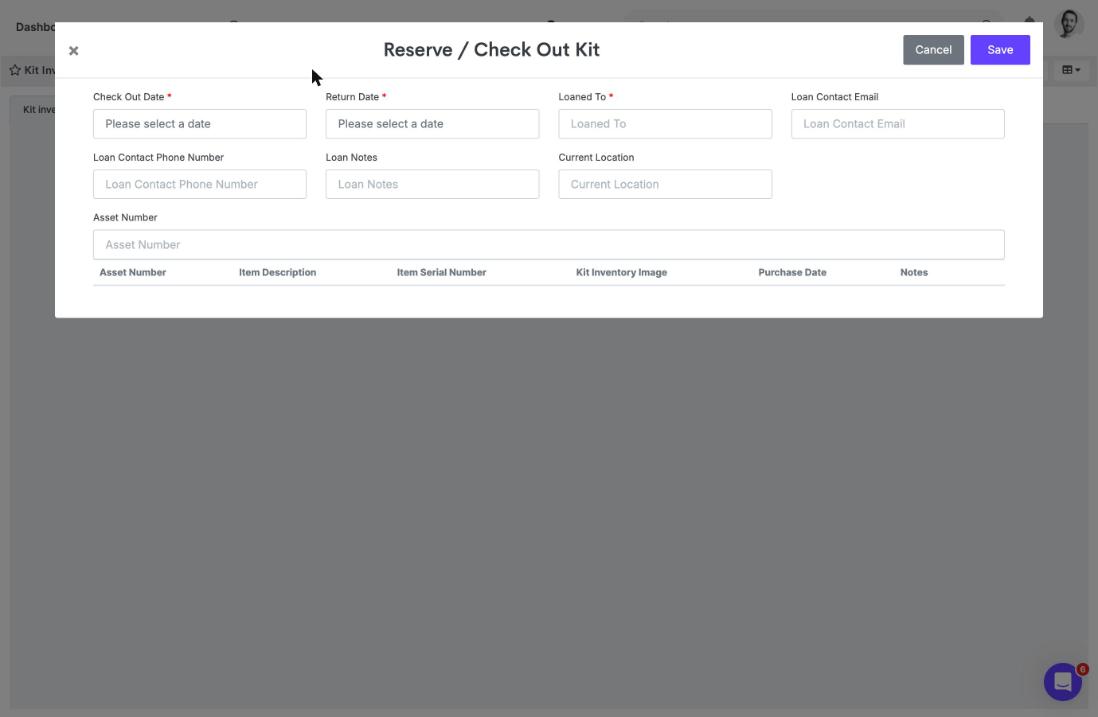 Dashbo
Reserve / Check Out Kit
Cancel
Save
Kit Inv
Kit inve
Check Out Date *
Return Date *
Loaned To *
Loan Contact Email
Please select a date
Please select a date
Loaned To
Loan Contact Email
Loan Contact Phone Number
Loan Notes
Current Location
Loan Contact Phone Number
Loan Notes
Current Location
Asset Number
Asset Number
Asset Number
Item Description
Item Serial Number
Kit Inventory Image
Purchase Date
Notes
6